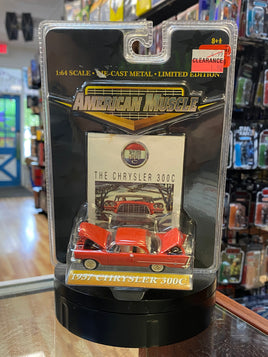 8+
CLEARANCE
1:64 SCALE - DIE-CAST METAL - LIMITED EDITION
AMERICAN MUSCLE
THE CHRYSLER 300C
1957 CHRYSLER 300C